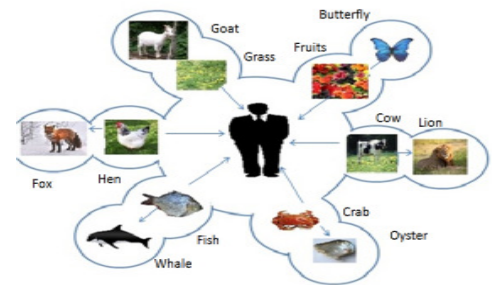 Butterfly
Goat
Grass
Fruits
Cow
Lion
Fox
Hen
Crab
Fish
Oyster
Whale